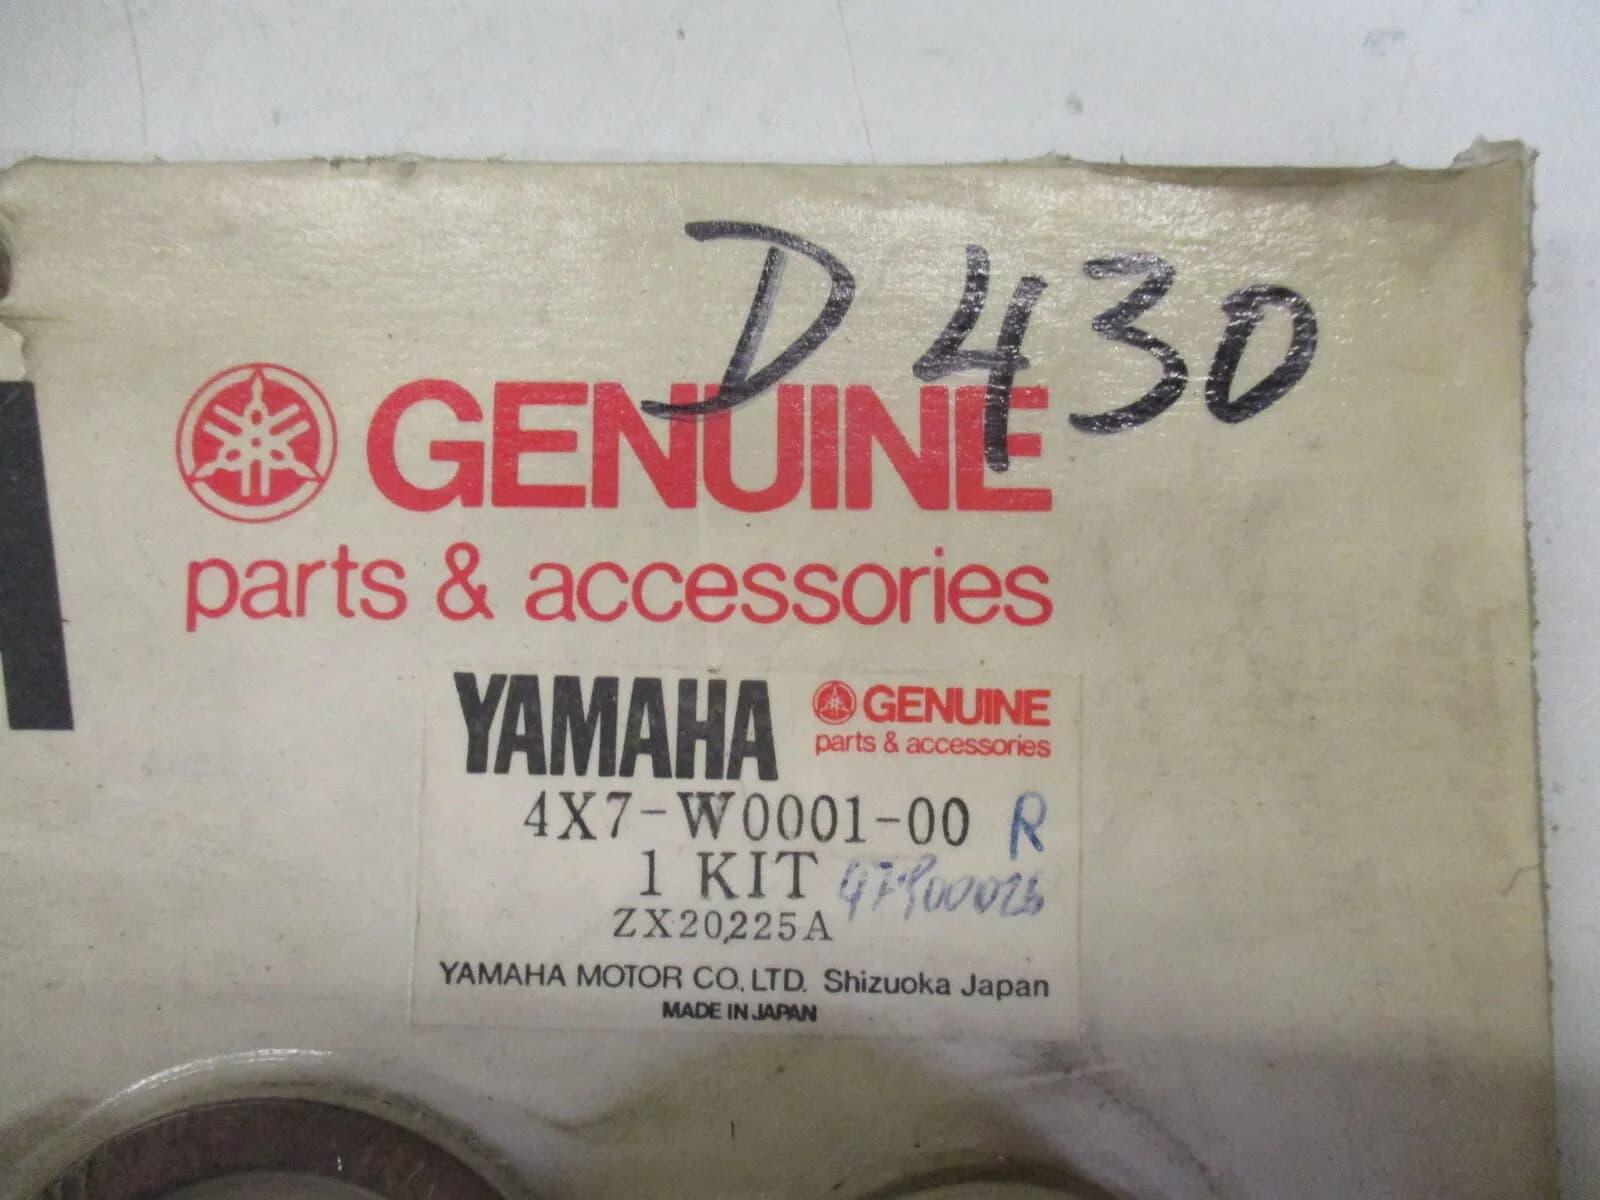 D 430
GENUINE
parts & accessories
YAMAHA GENUINE
parts & accessories
4X7-W0001-00 R
1 KIT
ZX20225A
YAMAHA MOTOR CO., LTD. Shizuoka Japan
MADE IN JAPAN